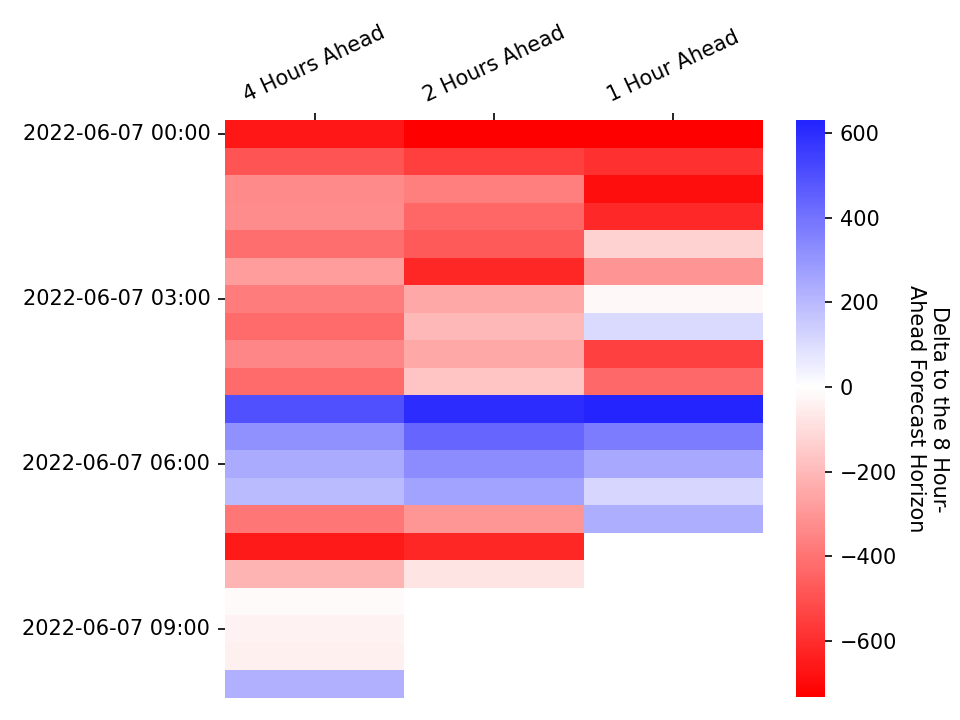 4 Hours Ahead
2 Hours Ahead
1 Hour Ahead
2022-06-07 00:00
2022-06-07 03:00
2022-06-07 06:00
2022-06-07 09:00
600
400
200
0
−200
−400
−600
Delta to the 8 Hour-
Ahead Forecast Horizon